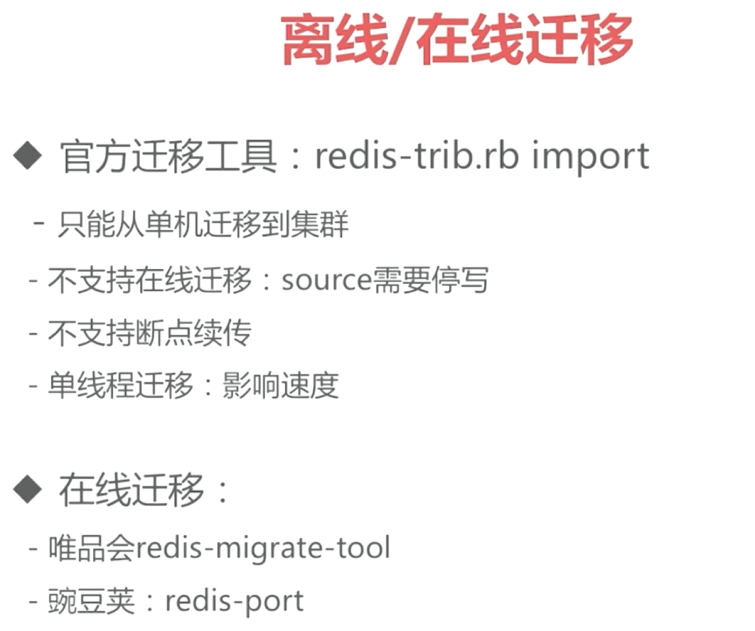 离线/在线迁移
◆ 官方迁移工具：redis-trib.rb import
- 只能从单机迁移到集群
- 不支持在线迁移：source需要停写
- 不支持断点续传
- 单线程迁移：影响速度
◆ 在线迁移：
- 唯品会redis-migrate-tool
- 豌豆荚：redis-port